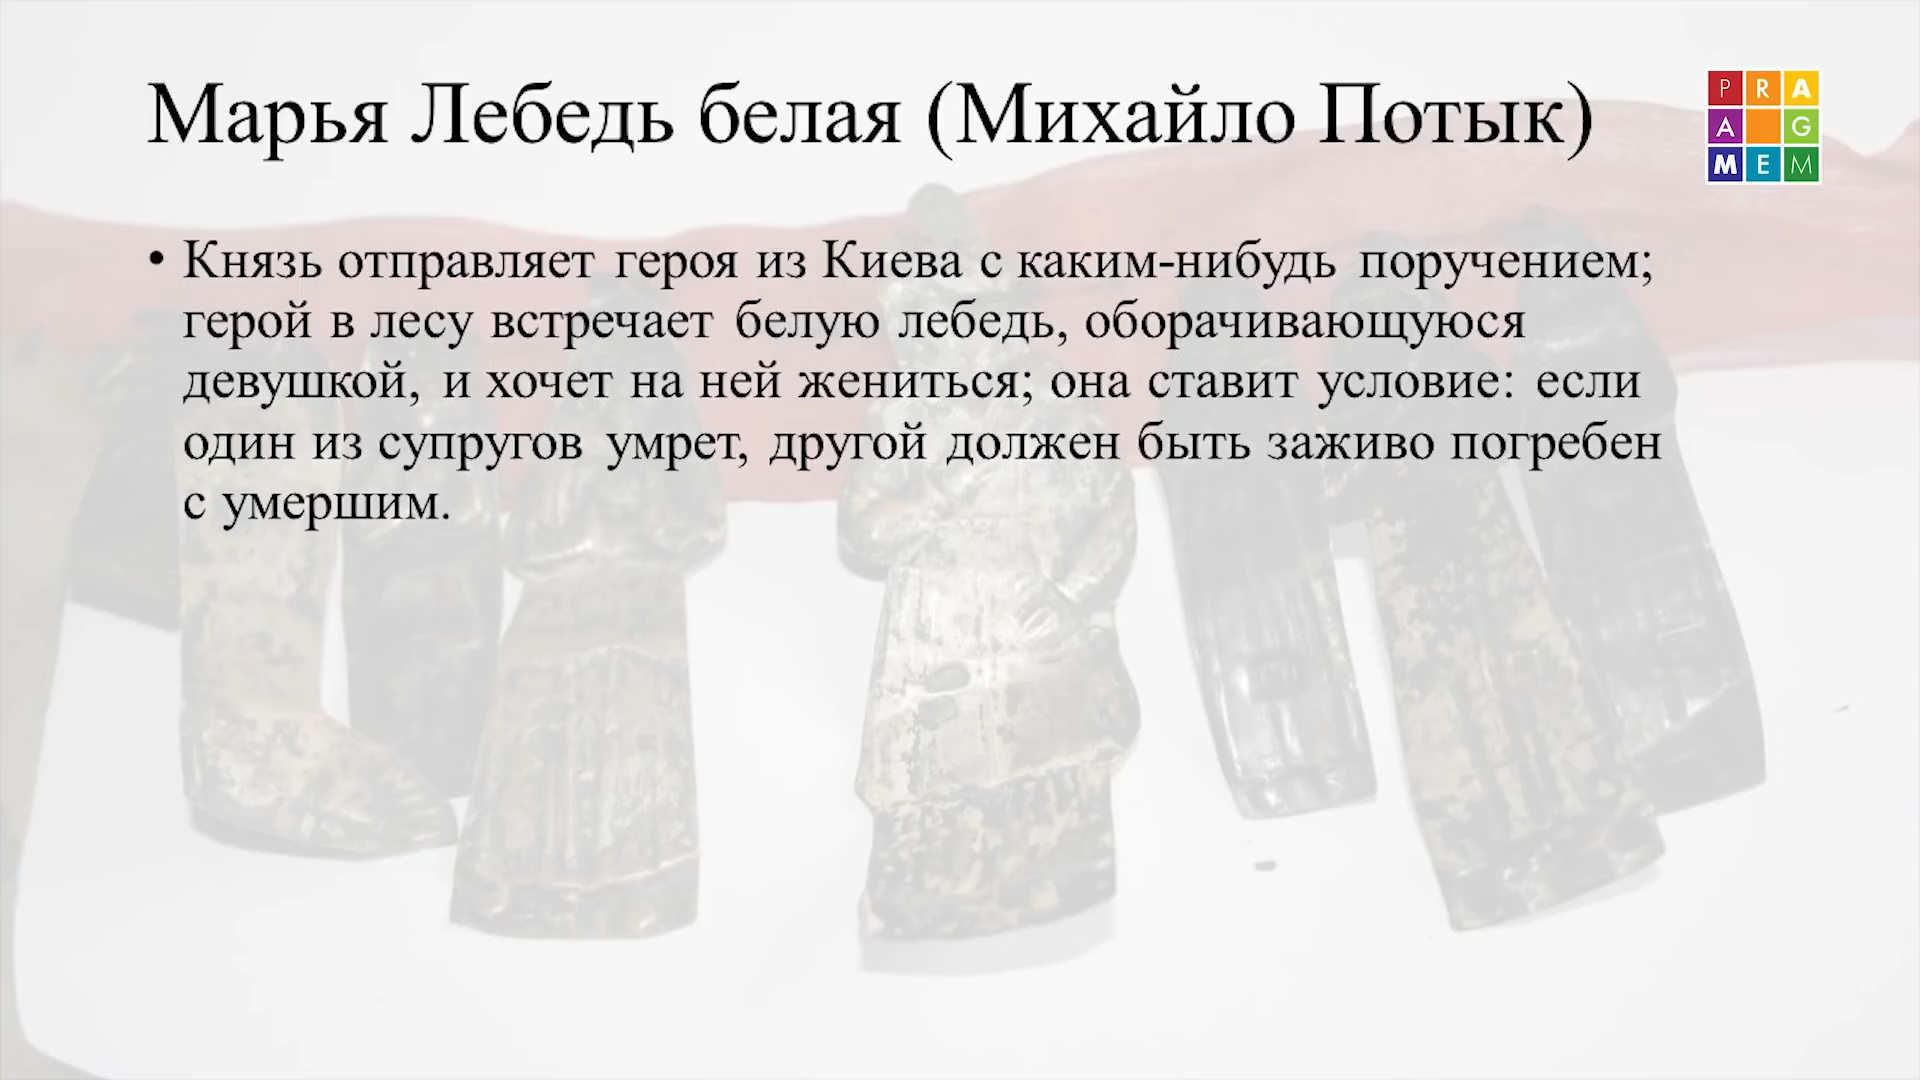 Марья Лебедь белая (Михайло Потык)
PRA
A G
MEM
• Князь отправляет героя из Киева с каким-нибудь поручением;
герой в лесу встречает белую лебедь, оборачивающуюся
девушкой, и хочет на ней жениться; она ставит условие: если
один из супругов умрет, другой должен быть заживо погребен
с умершим.